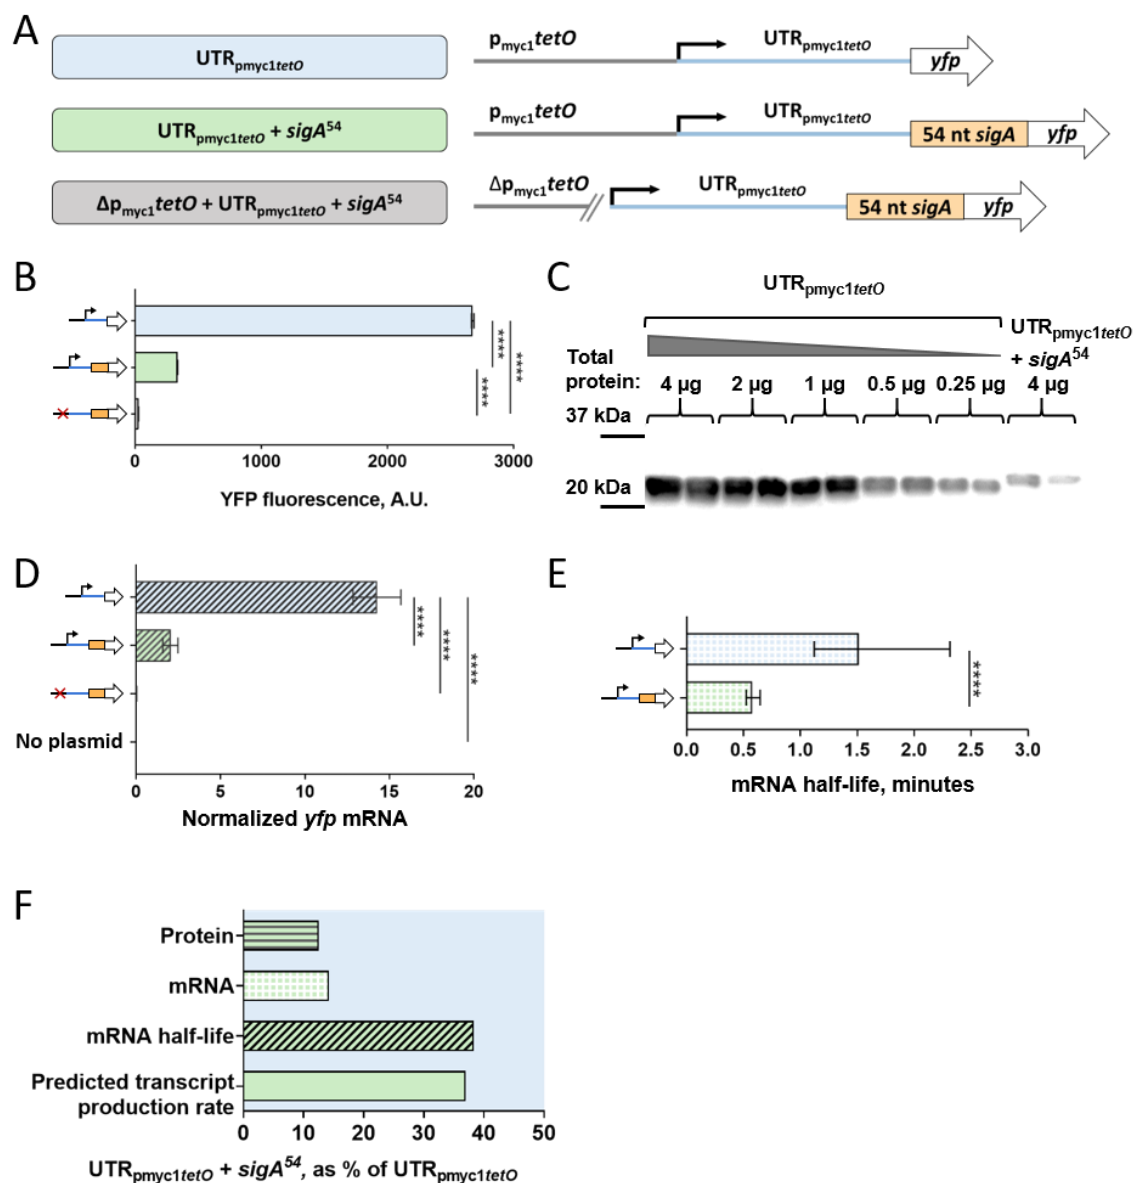 A
UTRpmyc1tetO
pmyc1tetO
UTRpmyc1tetO
yfp
UTRpmyc1tetO + sigA54
pmyc1tetO
UTRpmyc1tetO
54 nt sigA
yfp
Δpmyc1tetO + UTRpmyc1tetO + sigA54
Δpmyc1tetO
UTRpmyc1tetO
54 nt sigA
yfp
B
****
****
****
0
1000
2000
3000
YFP fluorescence, A.U.
C
UTRpmyc1tetO
UTRpmyc1tetO
+ sigA54
Total
protein:
4 μg
2 μg
1 μg
0.5 μg
0.25 μg
4 μg
37 kDa
20 kDa
D
****
****
****
No plasmid
0
5
10
15
20
Normalized yfp mRNA
E
****
0.0
0.5
1.0
1.5
2.0
2.5
3.0
mRNA half-life, minutes
F
Protein
mRNA
mRNA half-life
Predicted transcript
production rate
0
10
20
30
40
50
UTRpmyc1tetO + sigA54, as % of UTRpmyc1tetO